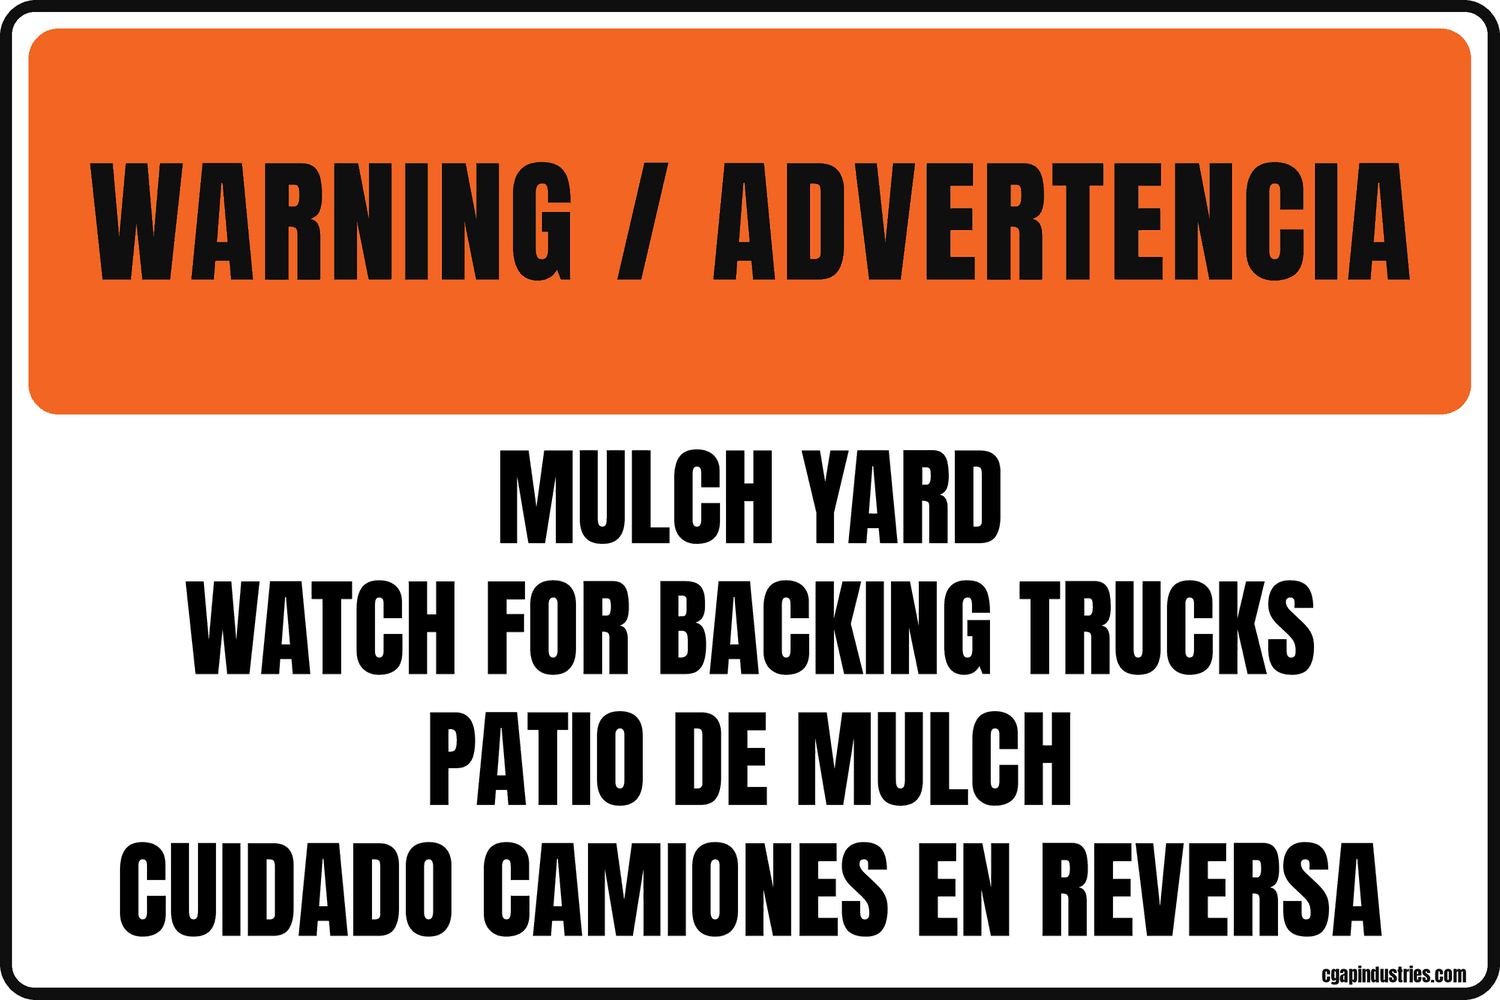 WARNING / ADVERTENCIA
MULCH YARD
WATCH FOR BACKING TRUCKS
PATIO DE MULCH
CUIDADO CAMIONES EN REVERSA
cgapindustries.com